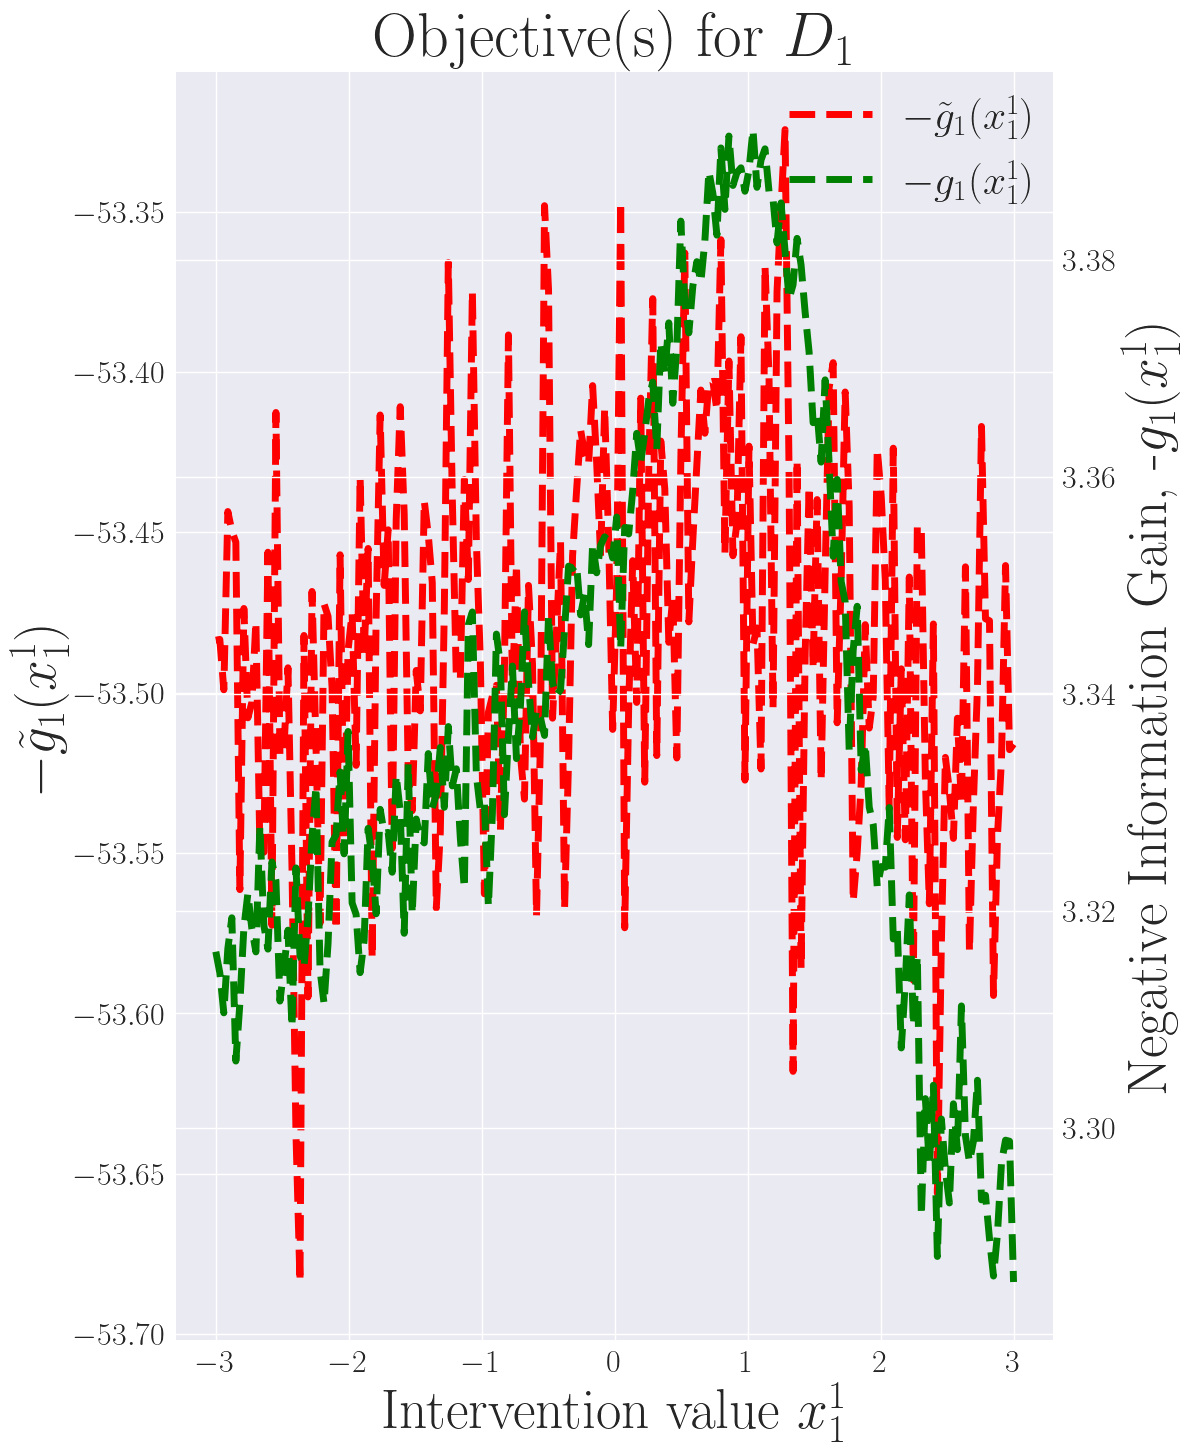 Objective(s) for $D_1$
$-\tilde{g}_1(x_1^1)$
$-g_1(x_1^1)$
−53.35
−53.40
−53.45
−53.50
−53.55
−53.60
−53.65
−53.70
$-\tilde{g}_1(x_1^1)$
3.38
3.36
3.34
3.32
3.30
Negative Information Gain, -$g_1(x_1^1)$
−3 −2 −1 0 1 2 3
Intervention value $x_1^1$